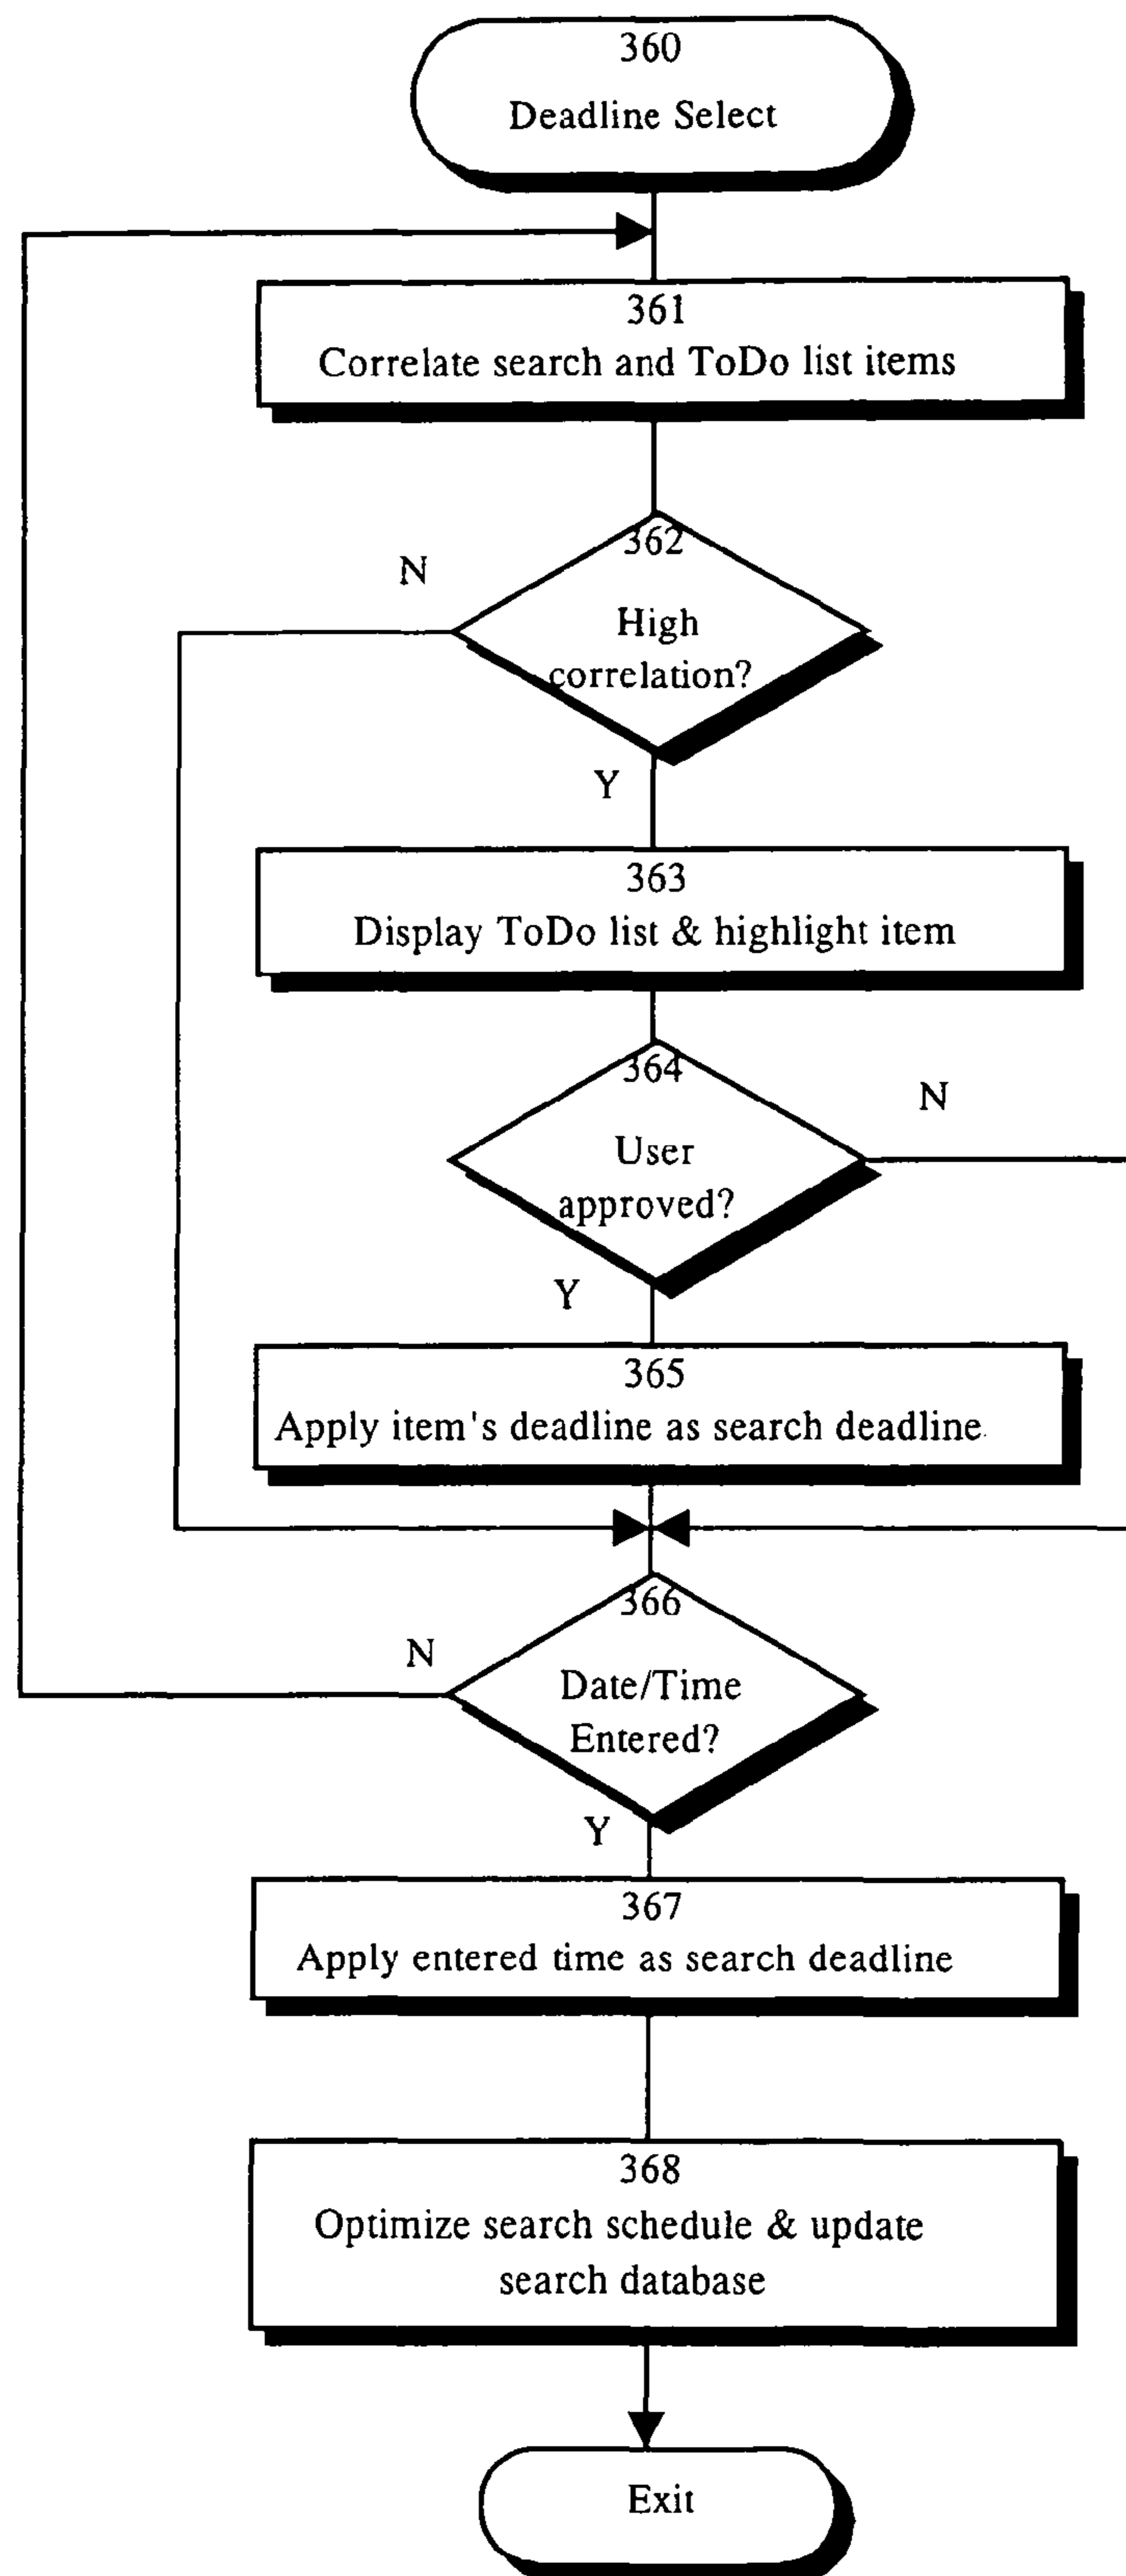 360
Deadline Select
361
Correlate search and ToDo list items
362
N
High
correlation?
Y
363
Display ToDo list & highlight item
364
N
User
approved?
Y
365
Apply item's deadline as search deadline
366
N
Date/Time
Entered?
Y
367
Apply entered time as search deadline
368
Optimize search schedule & update
search database
Exit